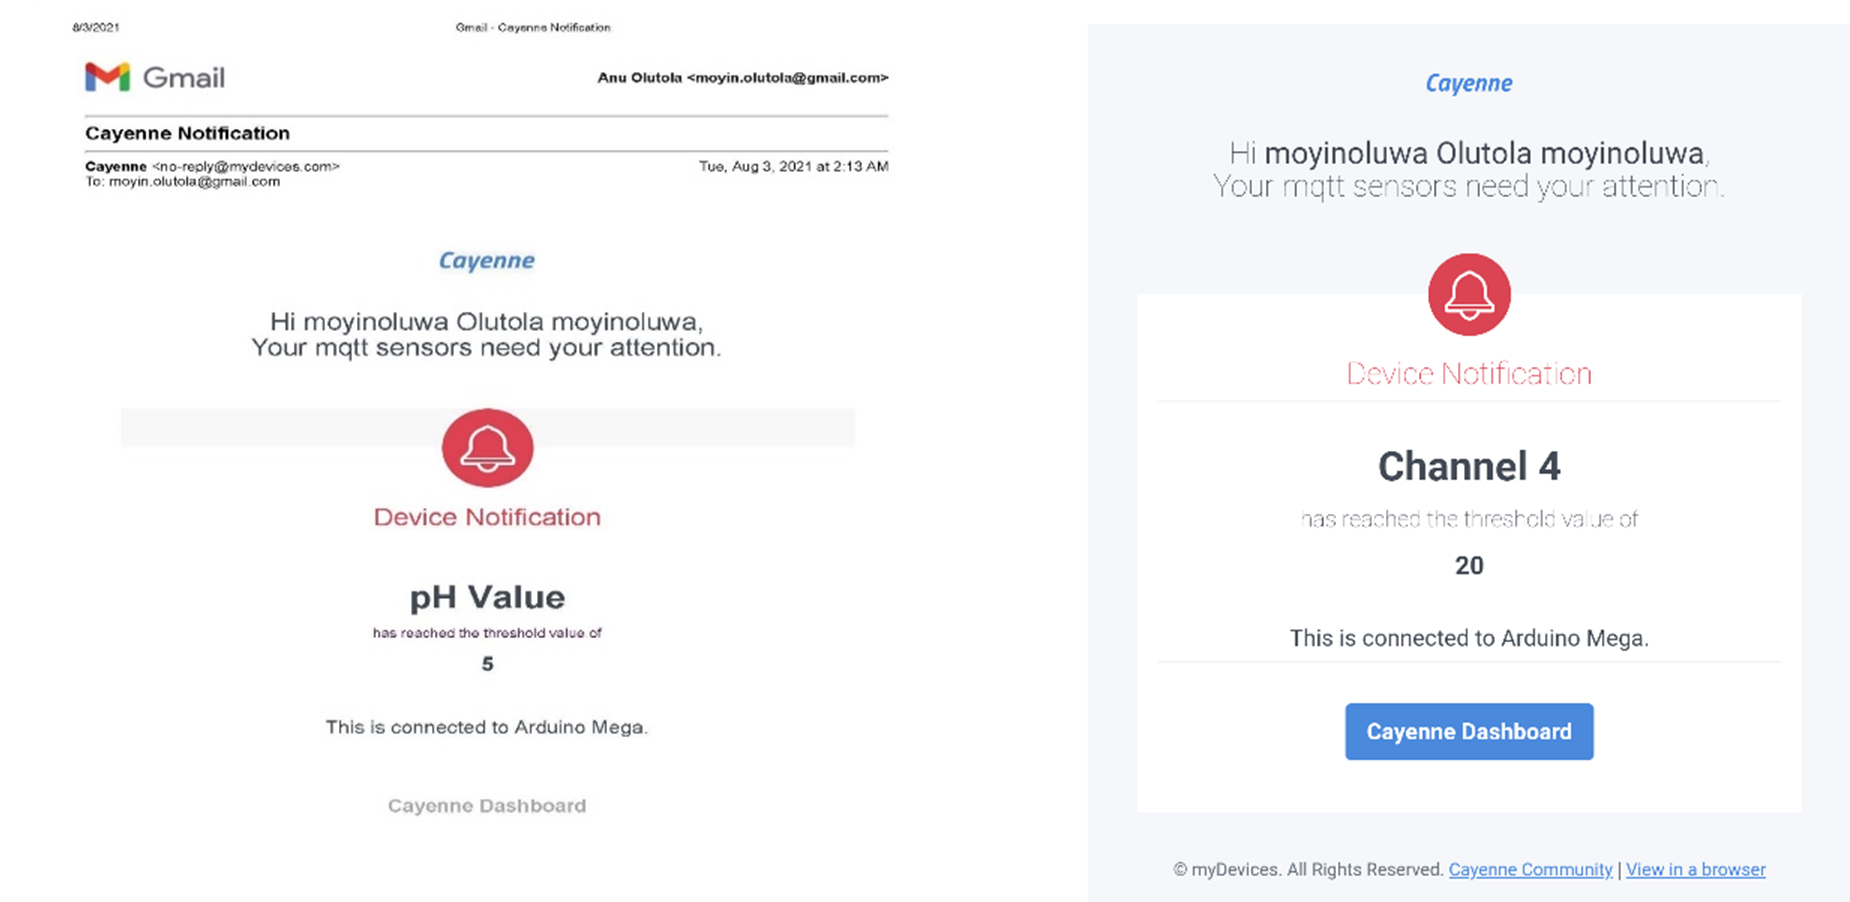 8/3/2021
Gmail - Cayenne Notification
Gmail
Anu Olutola <moyin.olutola@gmail.com>
Cayenne Notification
Cayenne <no-reply@mydevices.com>
Tue, Aug 3, 2021 at 2:13 AM
To: moyin.olutola@gmail.com
Cayenne
Hi moyinoluwa Olutola moyinoluwa,
Your mqtt sensors need your attention.
Device Notification
pH Value
has reached the threshold value of
5
This is connected to Arduino Mega.
Cayenne Dashboard
Cayenne
Hi moyinoluwa Olutola moyinoluwa,
Your mqtt sensors need your attention.
Device Notification
Channel 4
has reached the threshold value of
20
This is connected to Arduino Mega.
Cayenne Dashboard
© myDevices. All Rights Reserved. Cayenne Community | View in a browser